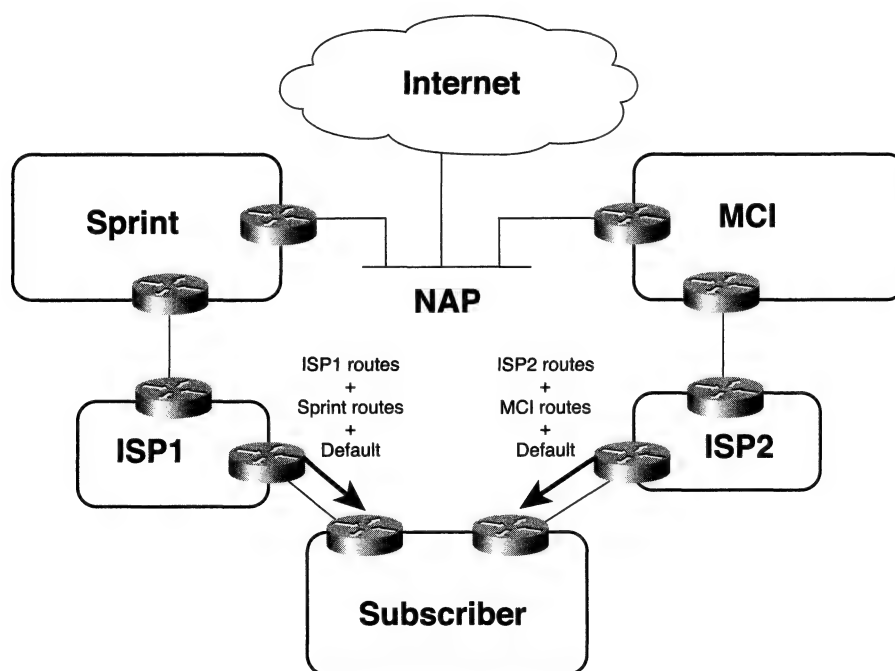 Internet
Sprint
MCI
NAP
ISP1 routes
+
Sprint routes
+
Default
ISP2 routes
+
MCI routes
+
Default
ISP1
ISP2
Subscriber